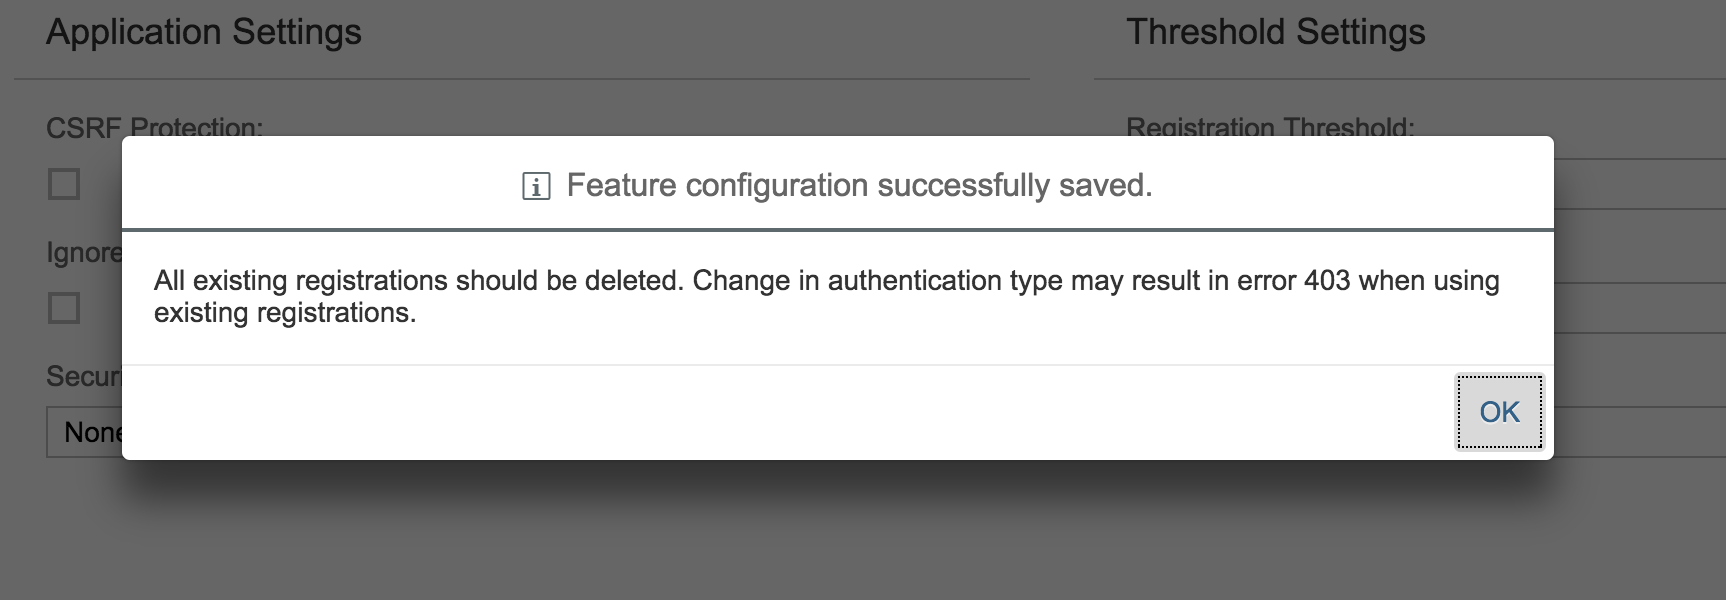 Application Settings
Threshold Settings
CSRF Protection:
Registration Threshold:
Feature configuration successfully saved.
Ignore
All existing registrations should be deleted. Change in authentication type may result in error 403 when using
existing registrations.
Securi
None
OK